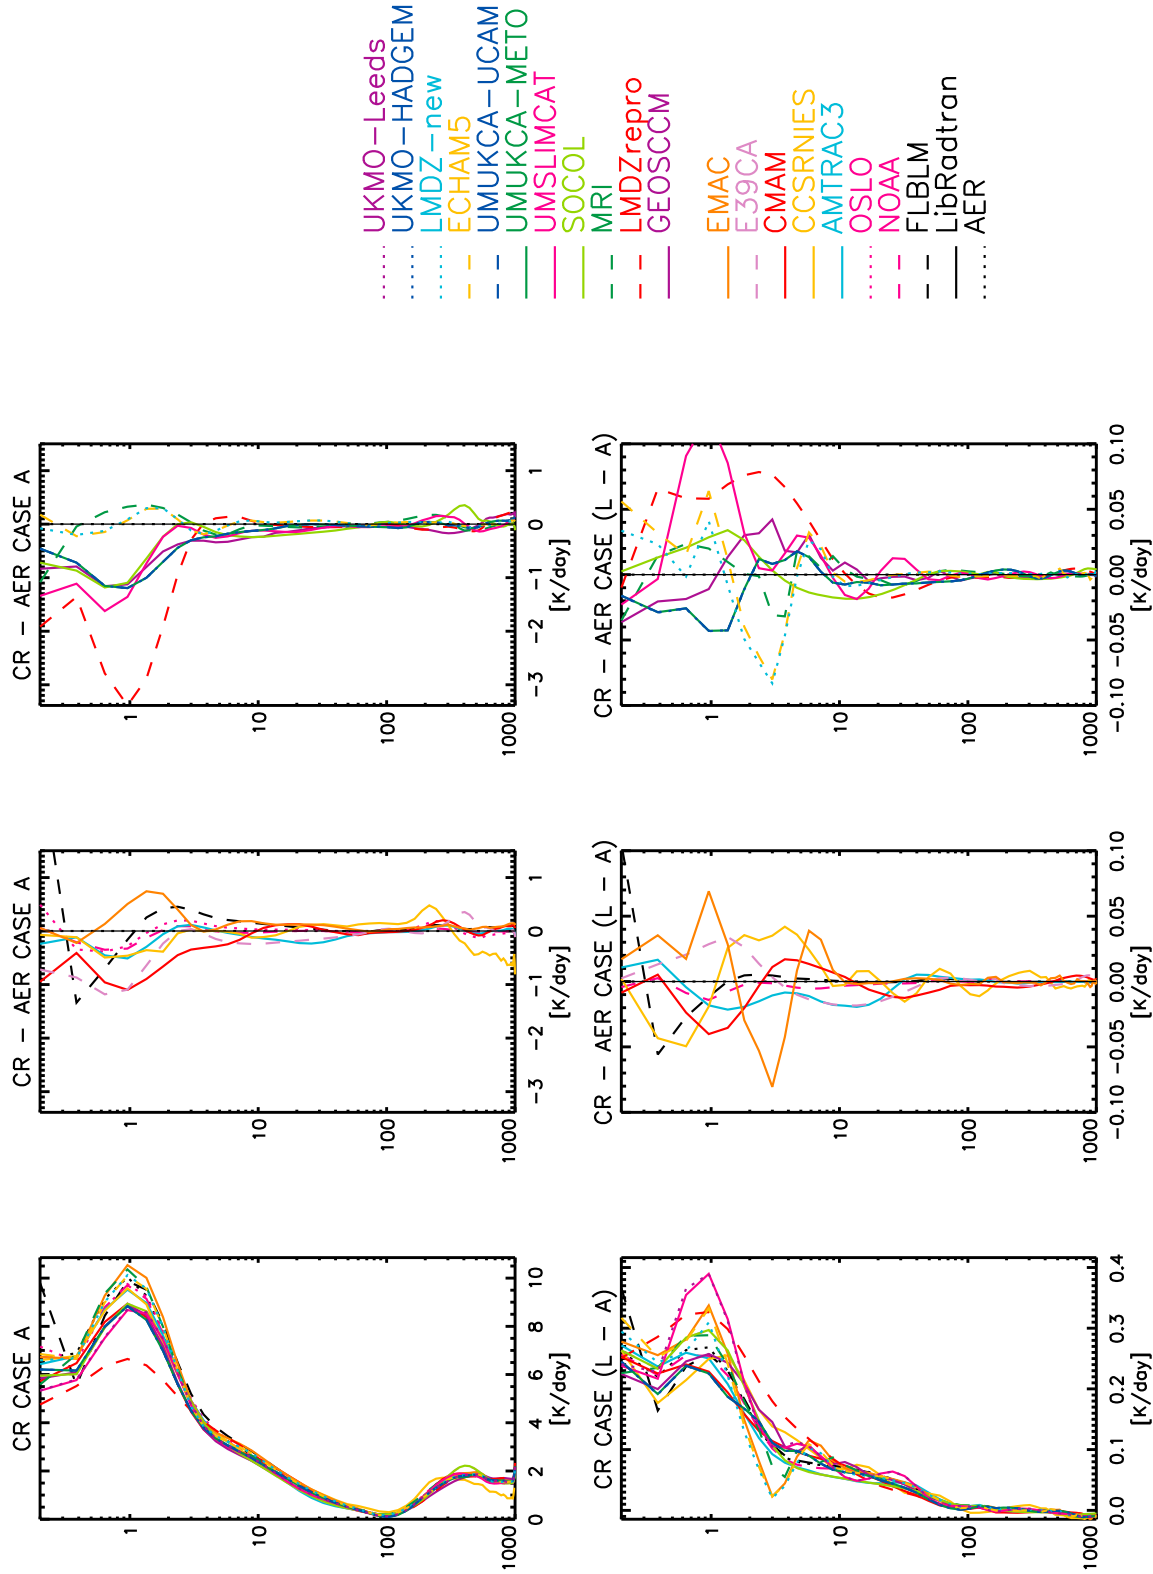 CR CASE A
1
10
100
1000
0
2
4
6
8
10
[K/day]
CR − AER CASE A
1
10
100
1000
−3
−2
−1
0
1
[K/day]
CR − AER CASE A
1
10
100
1000
−3
−2
−1
0
1
[K/day]
CR CASE (L − A)
1
10
100
1000
0.0
0.1
0.2
0.3
0.4
[K/day]
CR − AER CASE (L − A)
1
10
100
1000
−0.10
−0.05
0.00
0.05
0.10
[K/day]
CR − AER CASE (L − A)
1
10
100
1000
−0.10
−0.05
0.00
0.05
0.10
[K/day]
UKMO−Leeds
UKMO−HADGEM
LMDZ−new
ECHAM5
UMUKCA−UCAM
UMUKCA−METO
UMSLIMCAT
SOCOL
MRI
LMDZrepro
GEOSCCM
EMAC
E39CA
CMAM
CCSRNIES
AMTRAC3
OSLO
NOAA
FLBLM
LibRadtran
AER